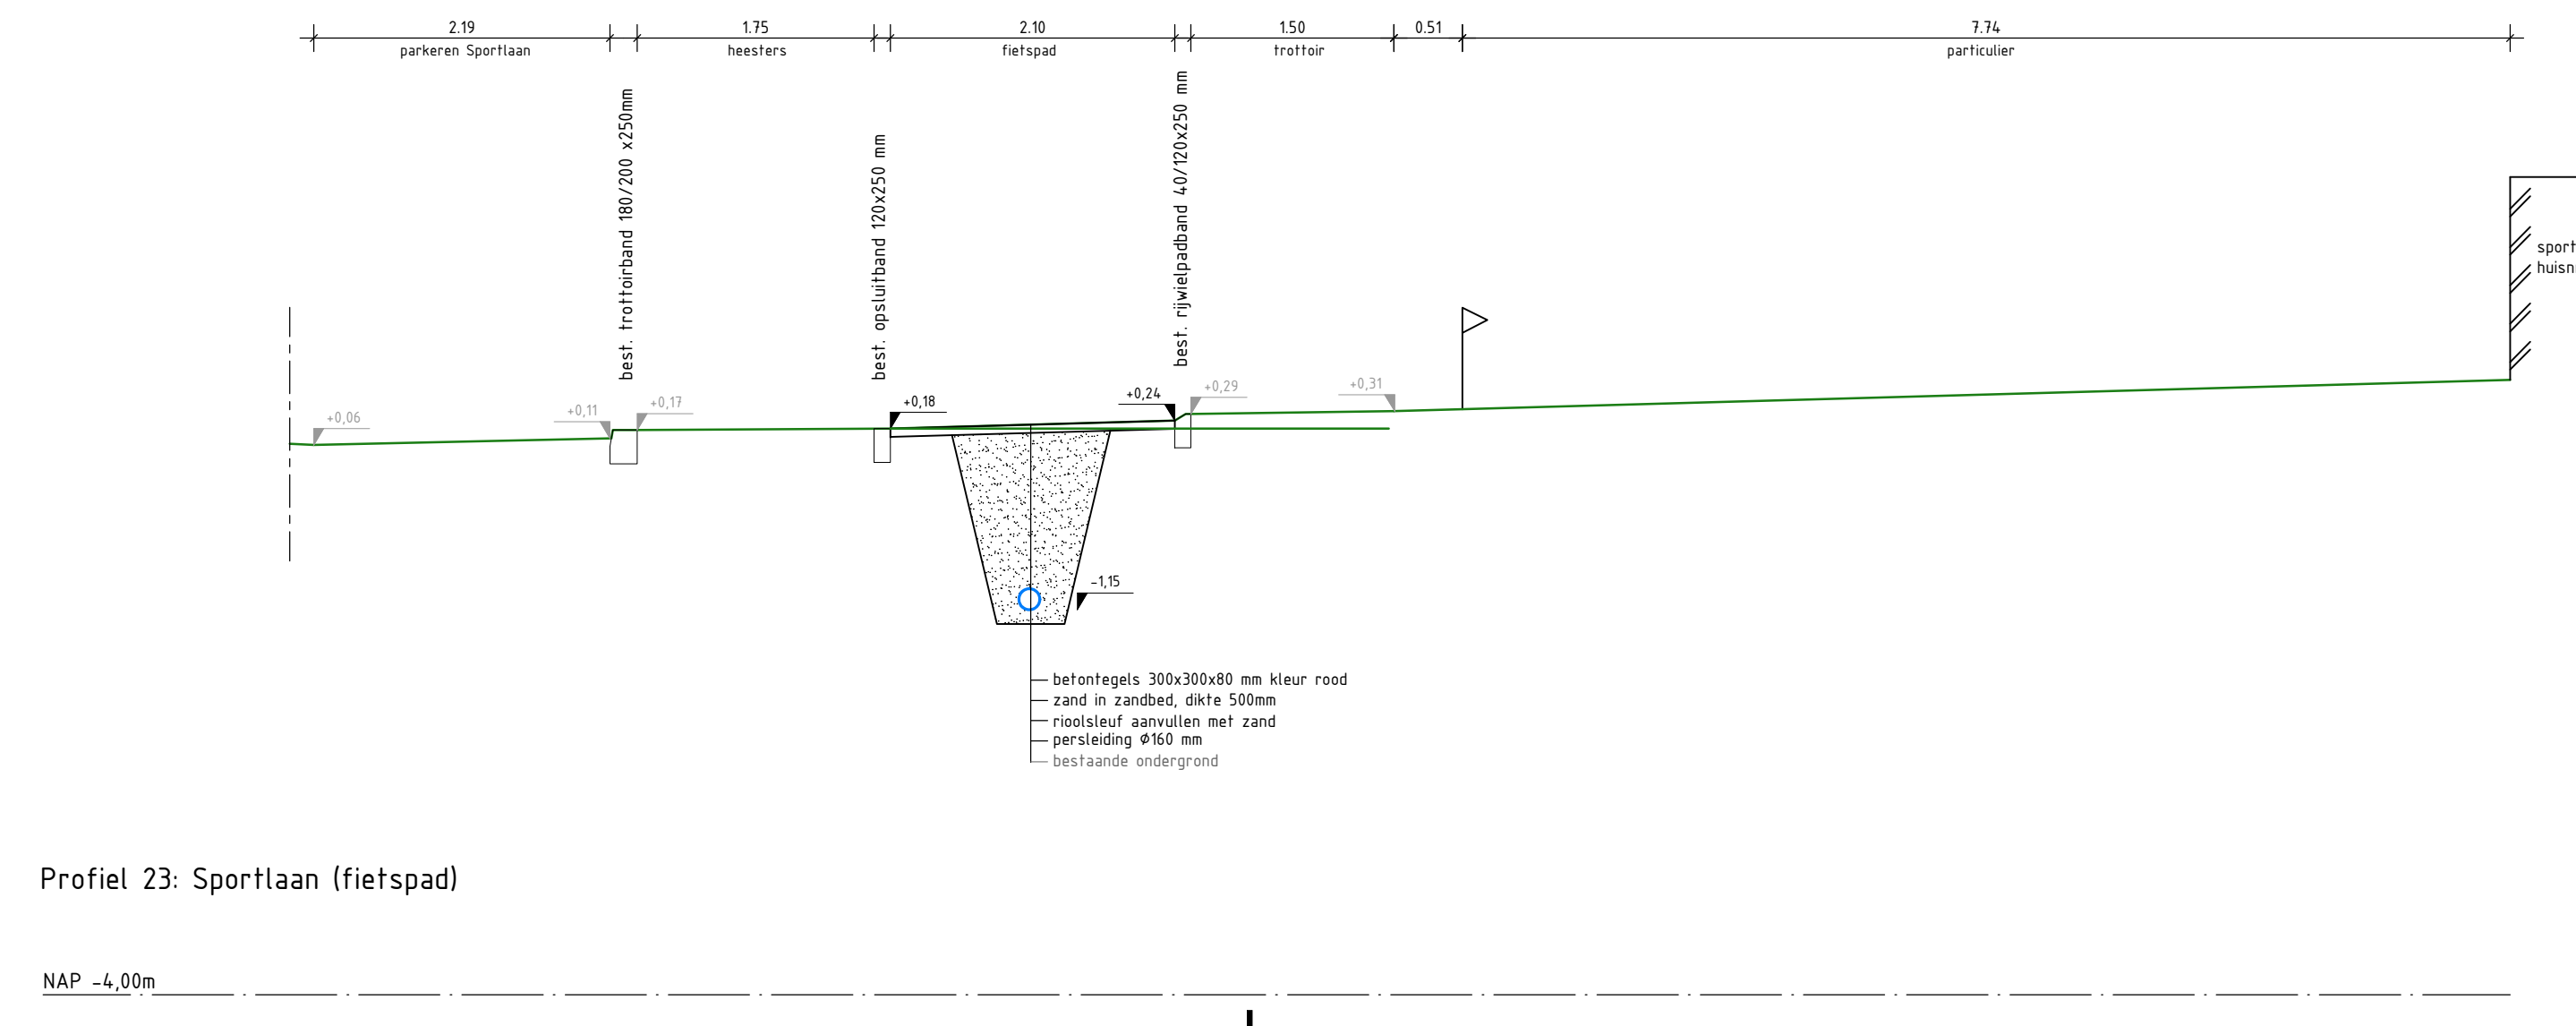 2.19
1.75
2.10
1.50
0.51
7.74
parkeren Sportlaan
heesters
fietspad
trottoir
particulier
best. trottoirband 180/200 x250mm
best. opsluitband 120x250 mm
best. rijwielpadband 40/120x250 mm
sport
huisn
+0,06
+0,11
+0,17
+0,18
+0,24
+0,29
+0,31
-1,15
betontegels 300x300x80 mm kleur rood
zand in zandbed, dikte 500mm
rioolsleuf aanvullen met zand
persleiding Ø160 mm
bestaande ondergrond
Profiel 23: Sportlaan (fietspad)
NAP -4,00m